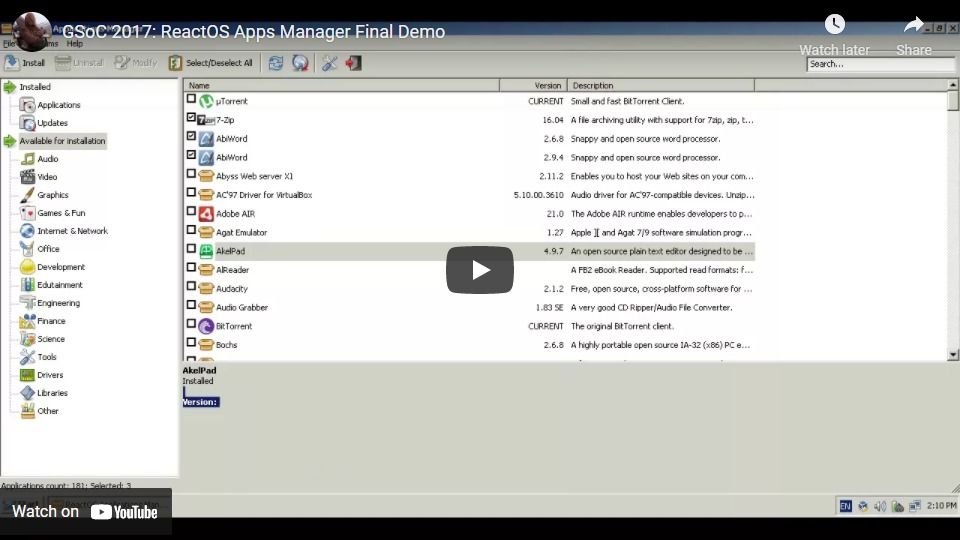 GSoC 2017: ReactOS Apps Manager Final Demo
Watch later
Share
Help
Install
Uninstall
Modify
Select/Deselect All
Search...
Installed
Applications
Updates
Available for installation
Audio
Video
Graphics
Games & Fun
Internet & Network
Office
Development
Edutainment
Engineering
Finance
Science
Tools
Drivers
Libraries
Other
Name Version Description
µTorrent CURRENT Small and fast BitTorrent Client.
7-Zip 16.04 A file archiving utility with support for 7zip, zip, t...
AbiWord 2.6.8 Snappy and open source word processor.
AbiWord 2.9.4 Snappy and open source word processor.
Abyss Web server X1 2.11.2 Enables you to host your Web sites on your com...
AC'97 Driver for VirtualBox 5.10.00.3610 Audio driver for AC'97-compatible devices. Unzip...
Adobe AIR 21.0 The Adobe AIR runtime enables developers to p...
Agat Emulator 1.27 Apple ][ and Agat 7/9 software simulation progr...
AkelPad 4.9.7 An open source plain text editor designed to be ...
AlReader A FB2 eBook Reader. Supported read formats: f...
Audacity 2.1.2 Free, open source, cross-platform software for ...
Audio Grabber 1.83 SE A very good CD Ripper/Audio File Converter.
BitTorrent CURRENT The original BitTorrent client.
Bochs 2.6.8 A highly portable open source IA-32 (x86) PC e...
AkelPad
Installed
Version:
Applications count: 181; Selected: 3
Watch on YouTube
EN
2:10 PM